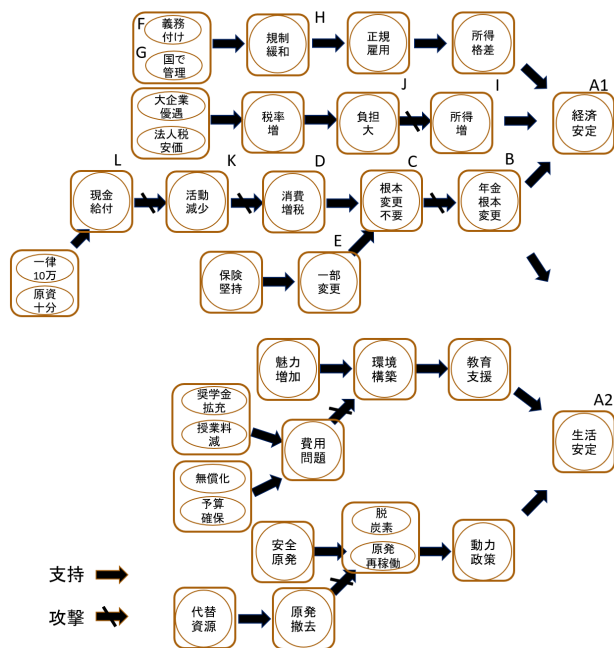 F
義務
付け
G
国で
管理
規制
緩和
H
正規
雇用
所得
格差
A1
経済
安定
大企業
優遇
法人税
安価
税率
増
負担
大
J
所得
増
I
L
現金
給付
活動
減少
K
消費
増税
D
根本
変更
不要
C
年金
根本
変更
B
一律
10万
原資
十分
保険
堅持
一部
変更
E
魅力
増加
環境
構築
教育
支援
A2
生活
安定
奨学金
拡充
授業料
減
費用
問題
無償化
予算
確保
安全
原発
脱
炭素
原発
再稼働
動力
政策
代替
資源
原発
撤去
支持
攻撃